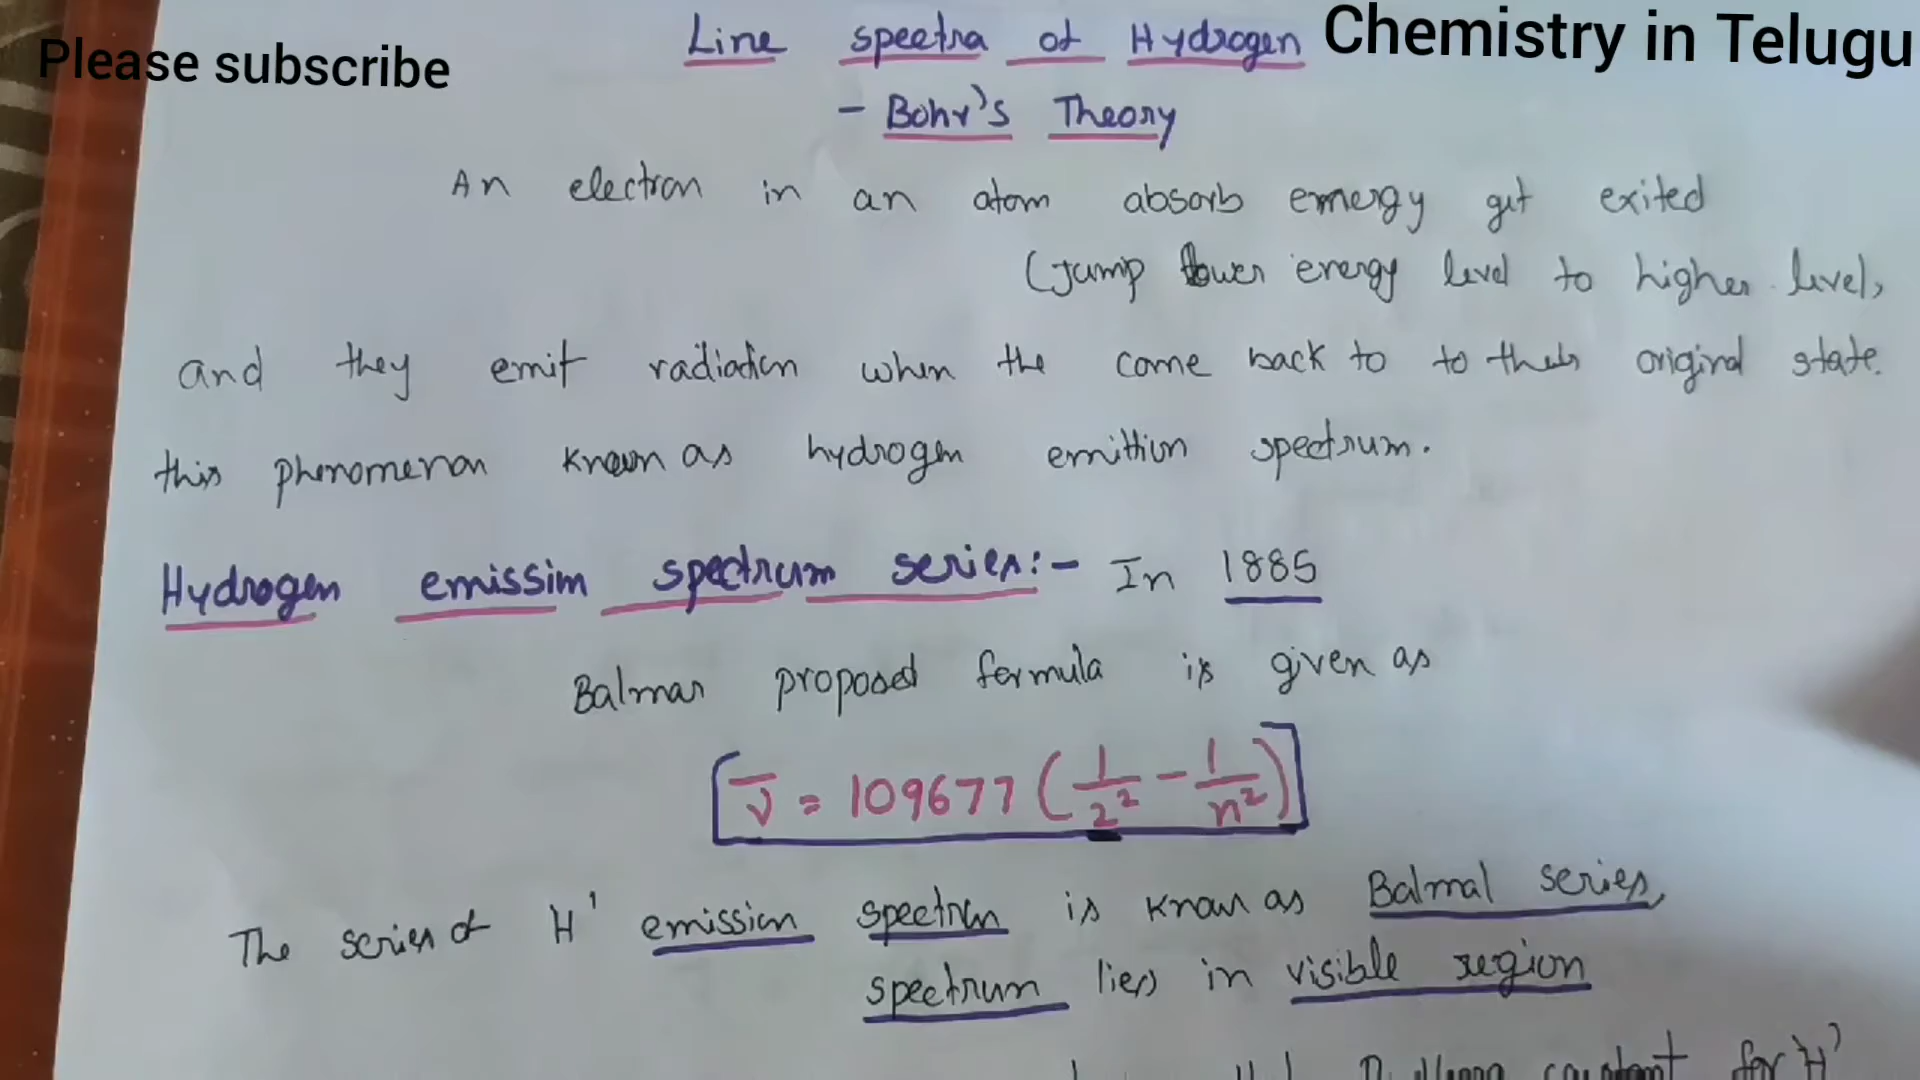 Please subscribe
Chemistry in Telugu
Line spectra of Hydrogen
- Bohr's Theory
An electron in an atom absorb energy get exited
(Jump lower energy level to higher level,
and they emit radiation when the come back to to their original state.
this phenomenon known as hydrogen emittion spectrum.
Hydrogen emission spectrum series:- In 1885
Balmar proposed formula is given as
[ν̅ = 109677 (1/2² - 1/n²)]
The series of H' emission spectrum is known as Balmal series,
spectrum lies in visible region
constant for H'